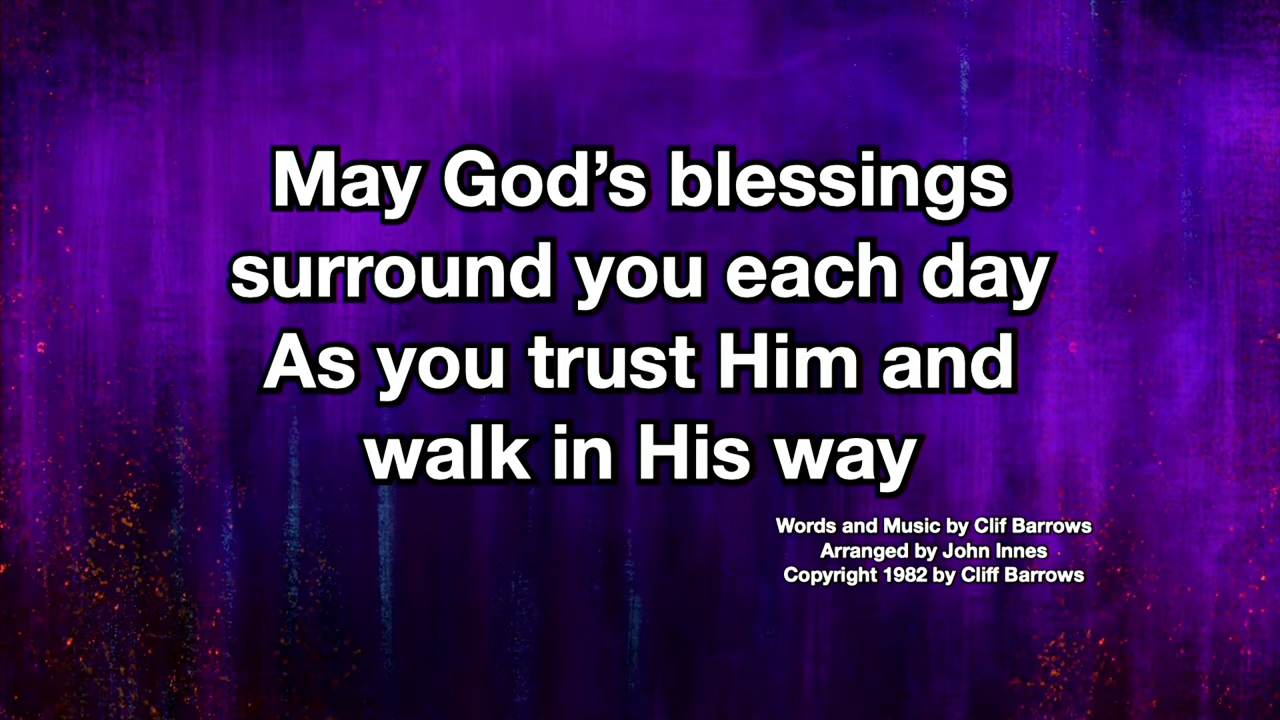 May God’s blessings
surround you each day
As you trust Him and
walk in His way
Words and Music by Clif Barrows
Arranged by John Innes
Copyright 1982 by Cliff Barrows